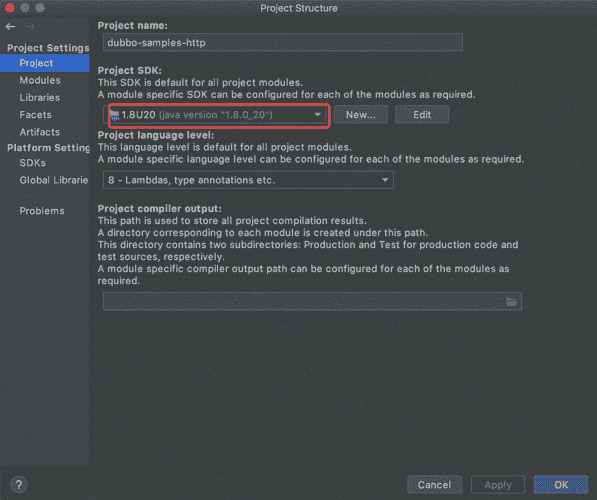 Project Structure
Project Settings
Project
Modules
Libraries
Facets
Artifacts
Platform Setting
SDKs
Global Librarie
Problems
Project name:
dubbo-samples-http
Project SDK:
This SDK is default for all project modules.
A module specific SDK can be configured for each of the modules as required.
1.8U20 (java version "1.8.0_20")
New...
Edit
Project language level:
This language level is default for all project modules.
A module specific language level can be configured for each of the modules as required.
8 - Lambdas, type annotations etc.
Project compiler output:
This path is used to store all project compilation results.
A directory corresponding to each module is created under this path.
This directory contains two subdirectories: Production and Test for production code and
test sources, respectively.
A module specific compiler output path can be configured for each of the modules as
required.
?
Cancel
Apply
OK